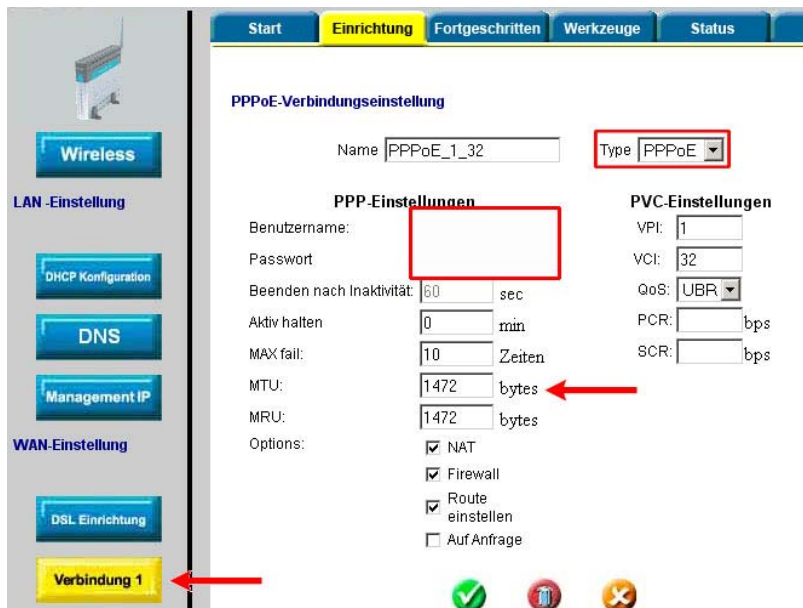 Start Einrichtung Fortgeschritten Werkzeuge Status
PPPoE-Verbindungseinstellung
Name PPPoE_1_32 Type PPPoE
Wireless
LAN -Einstellung
DHCP Konfiguration
DNS
Management IP
WAN-Einstellung
DSL Einrichtung
Verbindung 1
PPP-Einstellungen
Benutzername:
Passwort
Beenden nach Inaktivität: 60 sec
Aktiv halten 0 min
MAX fail: 10 Zeiten
MTU: 1472 bytes
MRU: 1472 bytes
Options:
NAT
Firewall
Route
einstellen
Auf Anfrage
PVC-Einstellungen
VPI: 1
VCI: 32
QoS: UBR
PCR: bps
SCR: bps